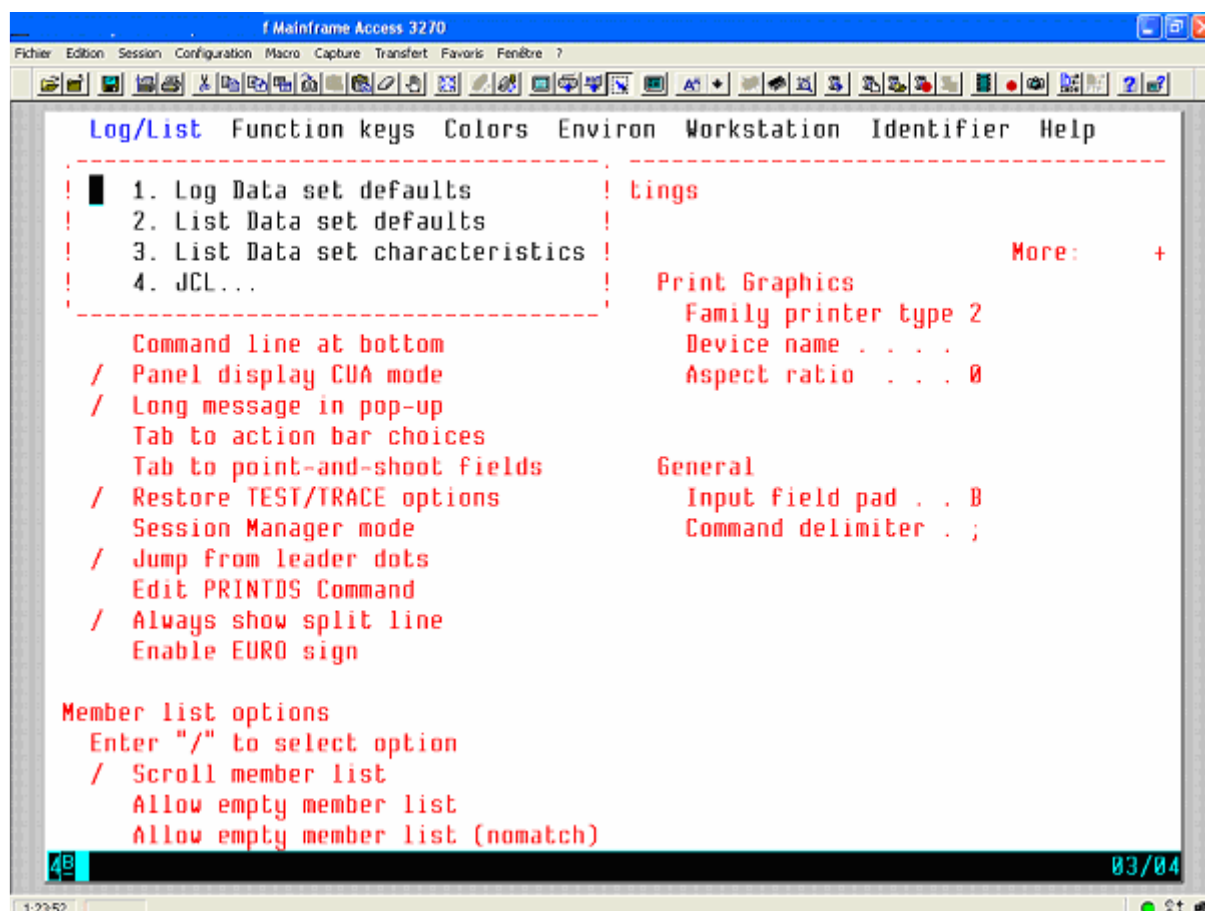 f Mainframe Access 3270
Fichier Edition Session Configuration Macro Capture Transfert Favoris Fenêtre ?
Log/List Function keys Colors Environ Workstation Identifier Help
1. Log Data set defaults tings
2. List Data set defaults
3. List Data set characteristics More: +
4. JCL... Print Graphics
Family printer type 2
Command line at bottom Device name . . . .
/ Panel display CUA mode Aspect ratio . . . 0
/ Long message in pop-up
Tab to action bar choices
Tab to point-and-shoot fields General
/ Restore TEST/TRACE options Input field pad . . B
Session Manager mode Command delimiter . ;
/ Jump from leader dots
Edit PRINTDS Command
/ Always show split line
Enable EURO sign
Member list options
Enter "/" to select option
/ Scroll member list
Allow empty member list
Allow empty member list (nomatch)
4B 03/04
1:23:52